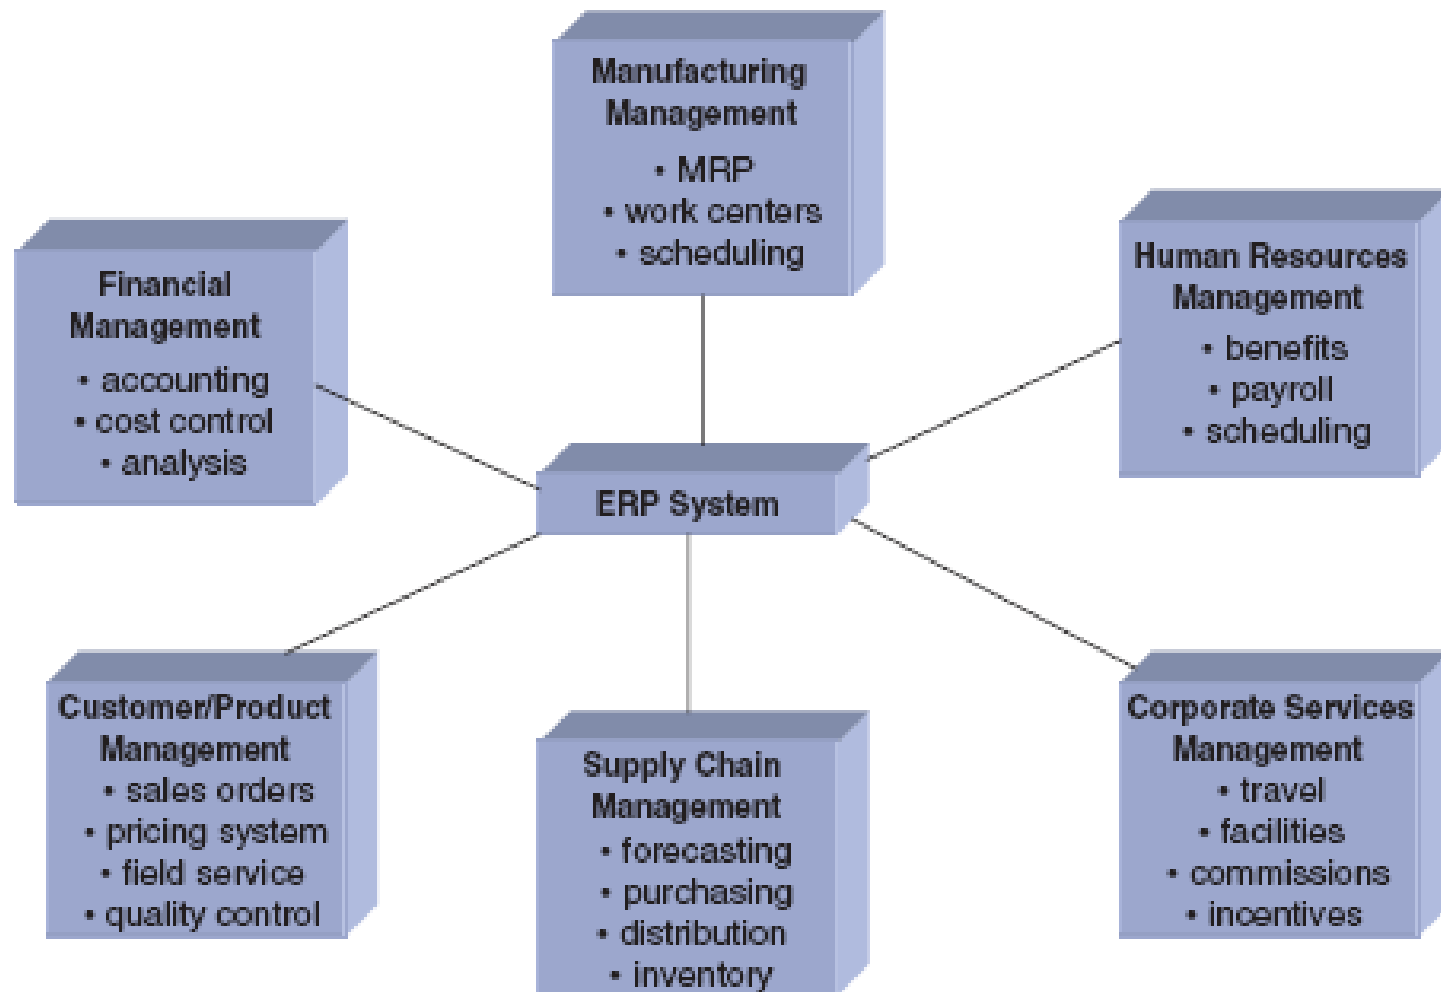 Manufacturing
Management
• MRP
• work centers
• scheduling
Financial
Management
• accounting
• cost control
• analysis
Human Resources
Management
• benefits
• payroll
• scheduling
ERP System
Customer/Product
Management
• sales orders
• pricing system
• field service
• quality control
Supply Chain
Management
• forecasting
• purchasing
• distribution
• inventory
Corporate Services
Management
• travel
• facilities
• commissions
• incentives